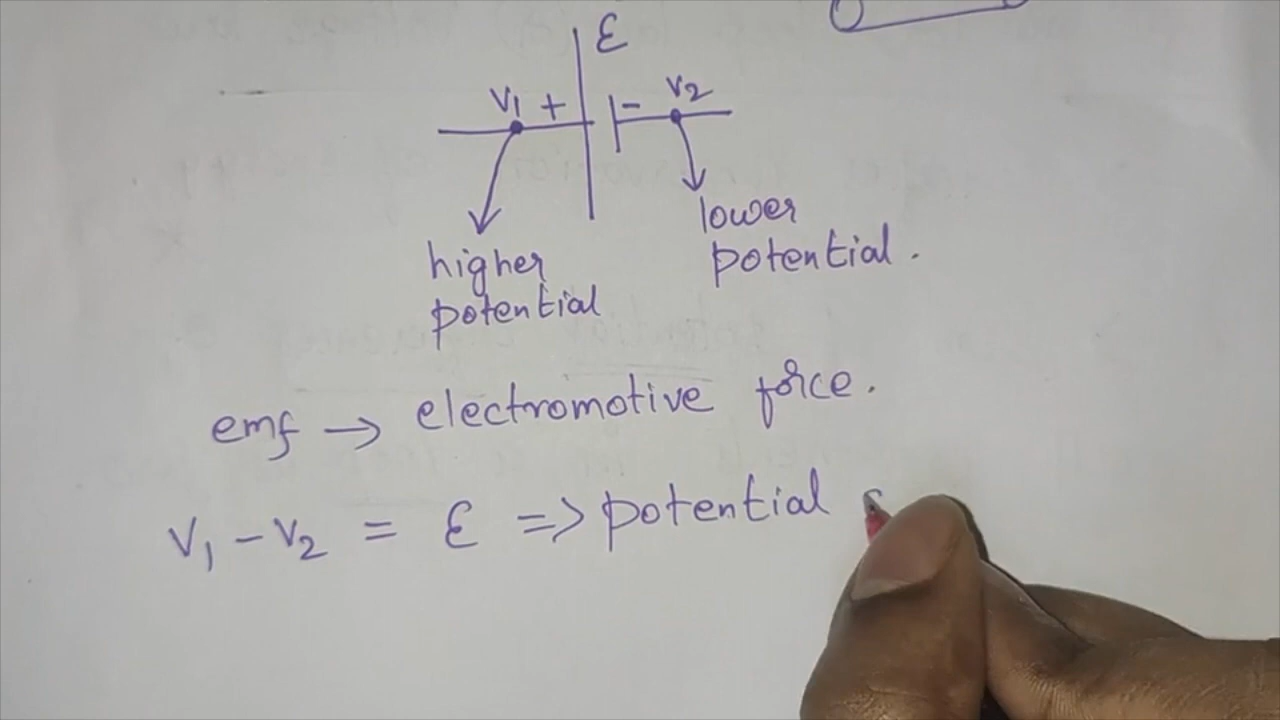 ε
V1 + - V2
higher
potential
lower
potential.
emf → electromotive force.
V1 - V2 = ε => potential